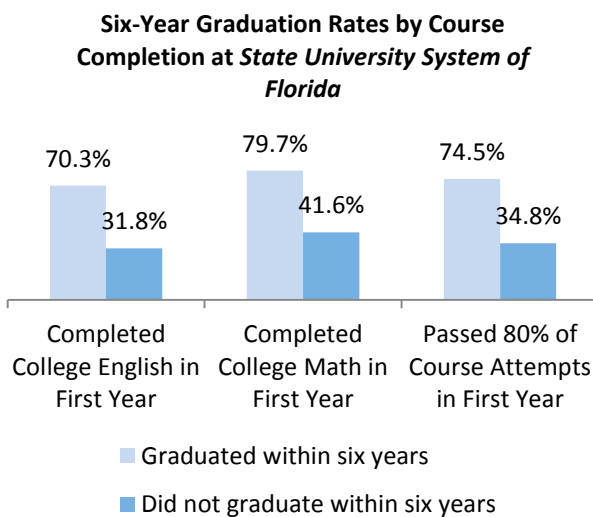 Six-Year Graduation Rates by Course
Completion at State University System of
Florida
70.3%
31.8%
79.7%
41.6%
74.5%
34.8%
Completed
College English in
First Year
Completed
College Math in
First Year
Passed 80% of
Course Attempts
in First Year
Graduated within six years
Did not graduate within six years